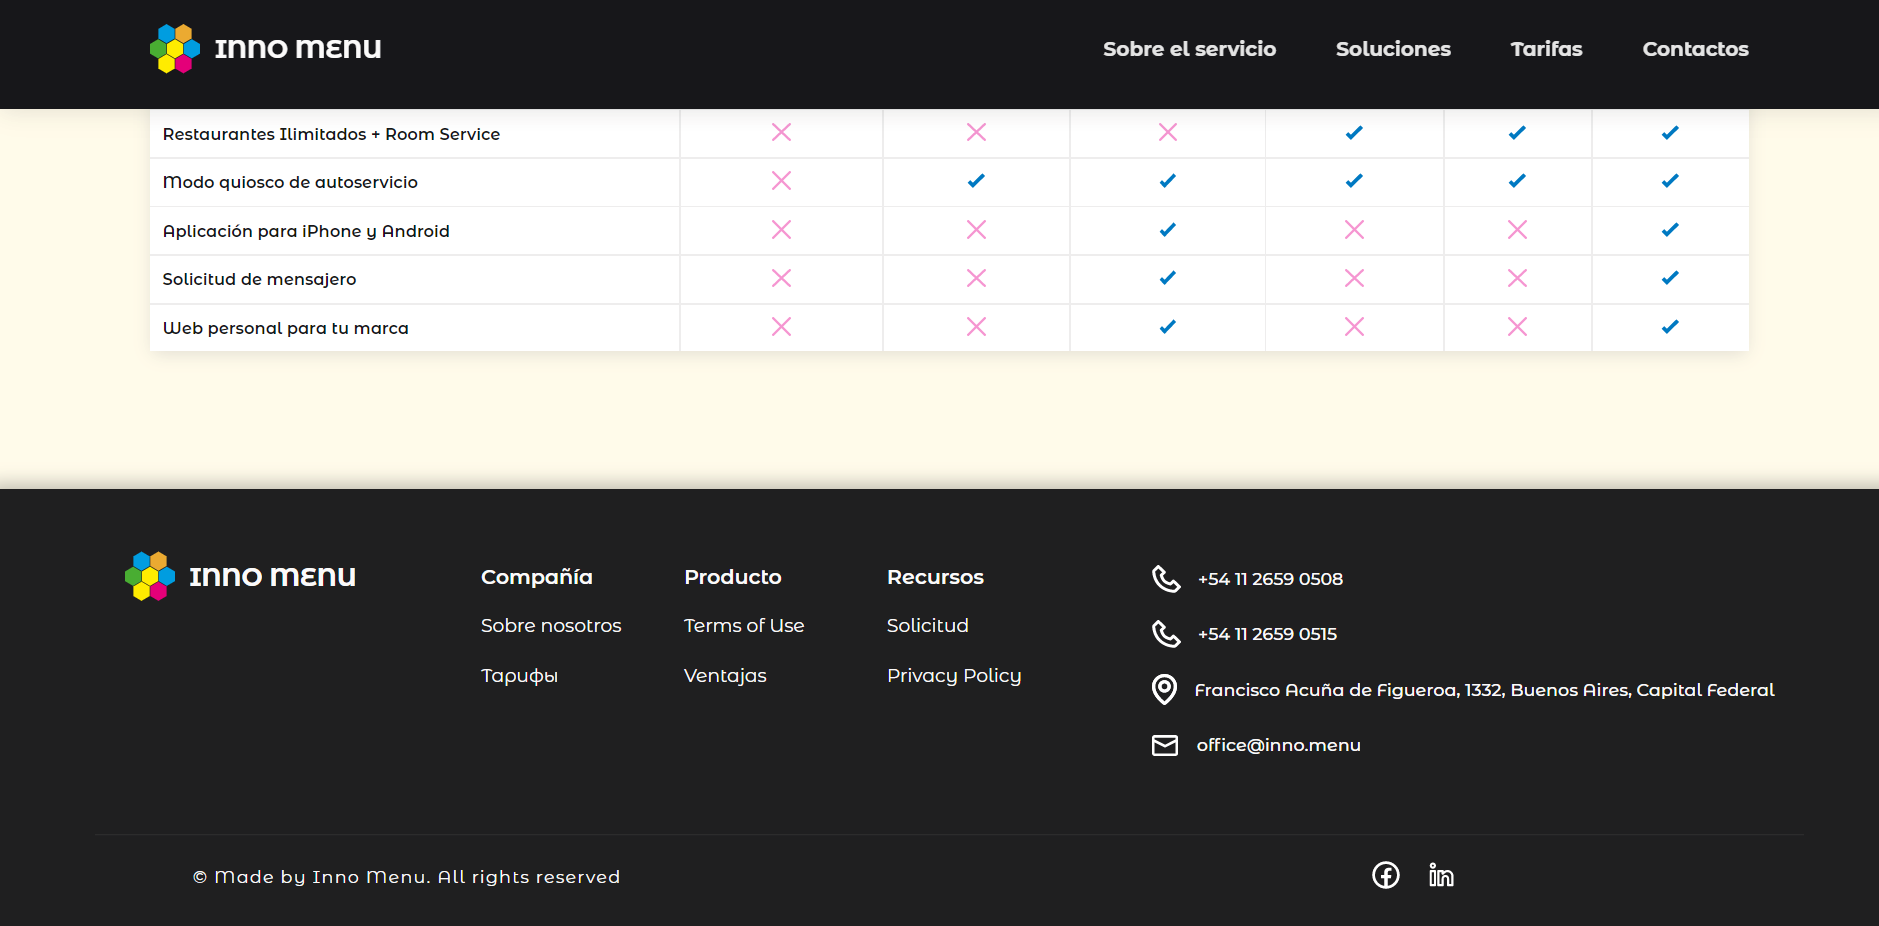 Inno menu
Sobre el servicio
Soluciones
Tarifas
Contactos
Restaurantes Ilimitados + Room Service
Modo quiosco de autoservicio
Aplicación para iPhone y Android
Solicitud de mensajero
Web personal para tu marca
Inno menu
Compañía
Sobre nosotros
Тарифы
Producto
Terms of Use
Ventajas
Recursos
Solicitud
Privacy Policy
+54 11 2659 0508
+54 11 2659 0515
Francisco Acuña de Figueroa, 1332, Buenos Aires, Capital Federal
office@inno.menu
© Made by Inno Menu. All rights reserved